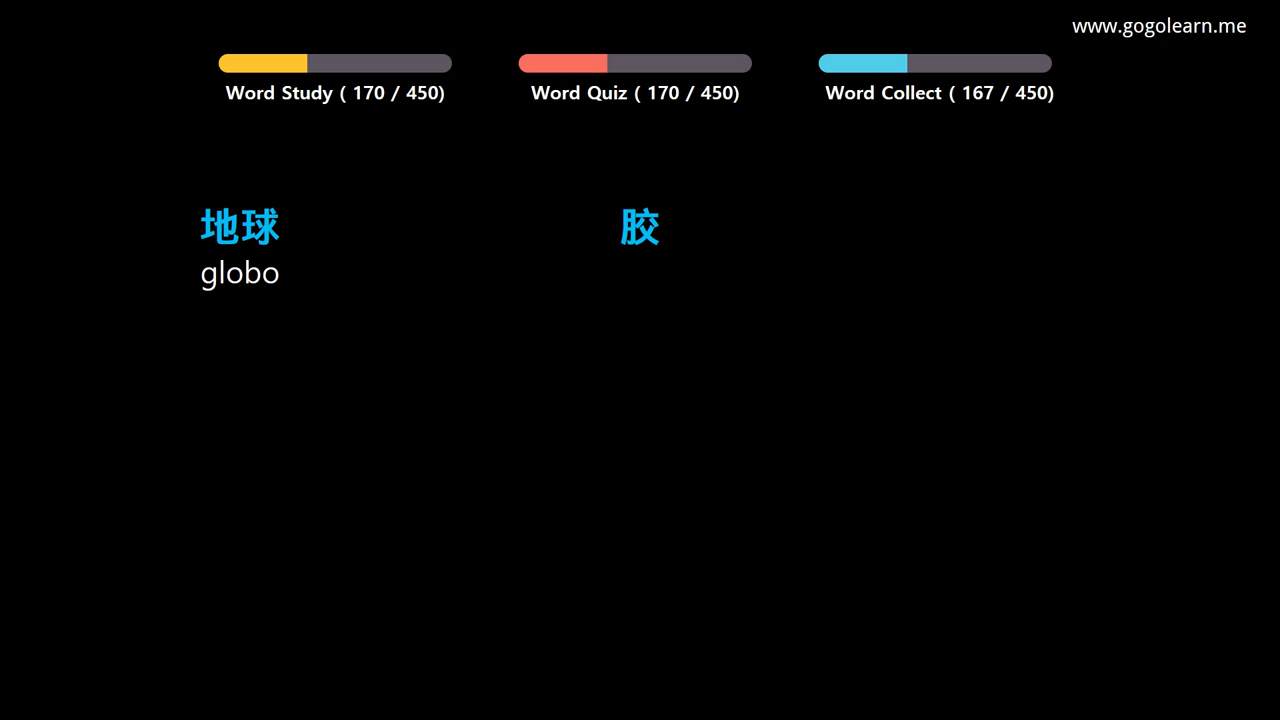 www.gogolearn.me
Word Study ( 170 / 450)
Word Quiz ( 170 / 450)
Word Collect ( 167 / 450)
地球
胶
globo